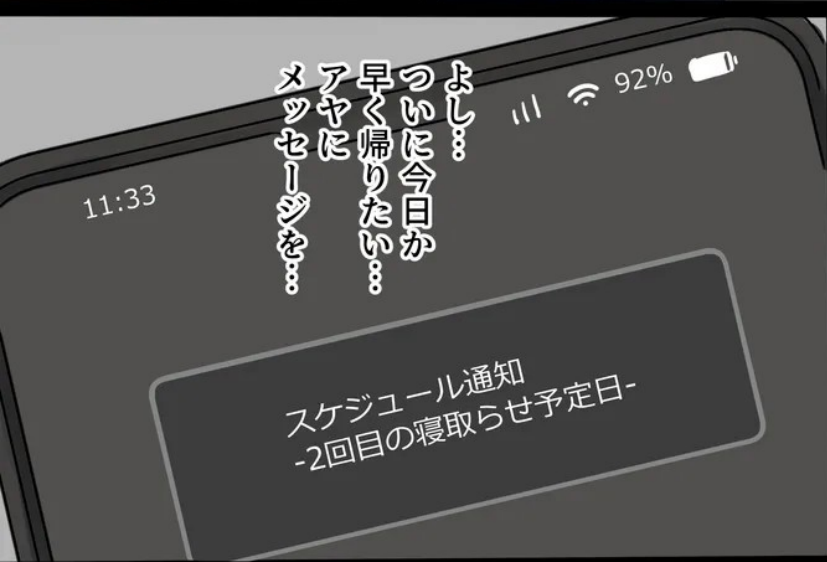 よし…
ついに今日か
早く帰りたい…
アヤに
メッセージを…
11:33
92%
スケジュール通知
-2回目の寝取らせ予定日-